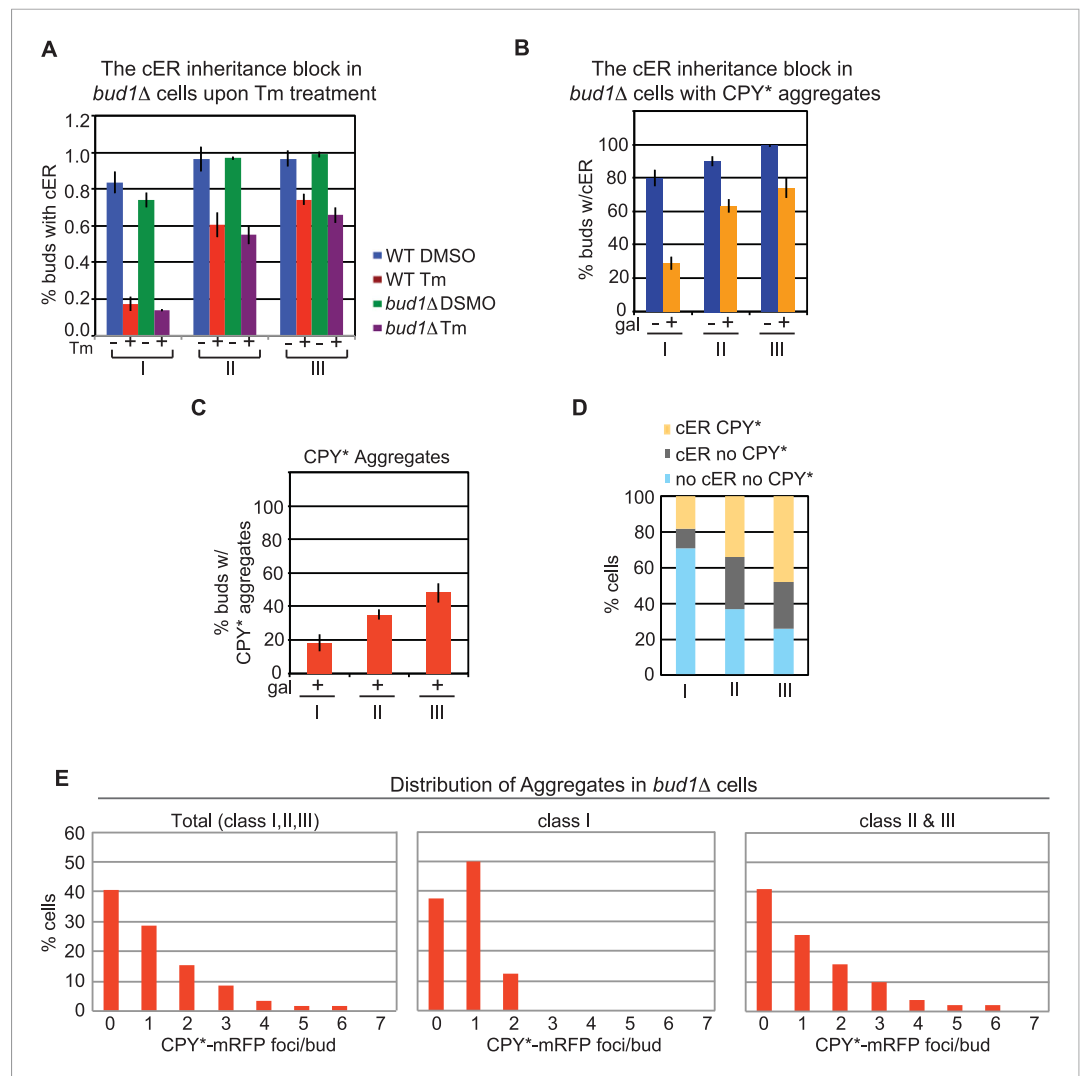 A
The cER inheritance block in
bud1Δ cells upon Tm treatment
% buds with cER
1.2
1.0
0.8
0.6
0.4
0.2
0.0
Tm
- + - +
- + - +
- + - +
I
II
III
WT DMSO
WT Tm
bud1Δ DSMO
bud1Δ Tm
B
The cER inheritance block in
bud1Δ cells with CPY* aggregates
% buds w/cER
100
80
60
40
20
0
gal
- +
- +
- +
I
II
III
C
CPY* Aggregates
% buds w/
CPY* aggregates
100
80
60
40
20
0
gal
+
+
+
I
II
III
D
cER CPY*
cER no CPY*
no cER no CPY*
% cells
100
80
60
40
20
0
I
II
III
E
Distribution of Aggregates in bud1Δ cells
Total (class I,II,III)
class I
class II & III
% cells
60
50
40
30
20
10
0
0 1 2 3 4 5 6 7
0 1 2 3 4 5 6 7
0 1 2 3 4 5 6 7
CPY*-mRFP foci/bud
CPY*-mRFP foci/bud
CPY*-mRFP foci/bud